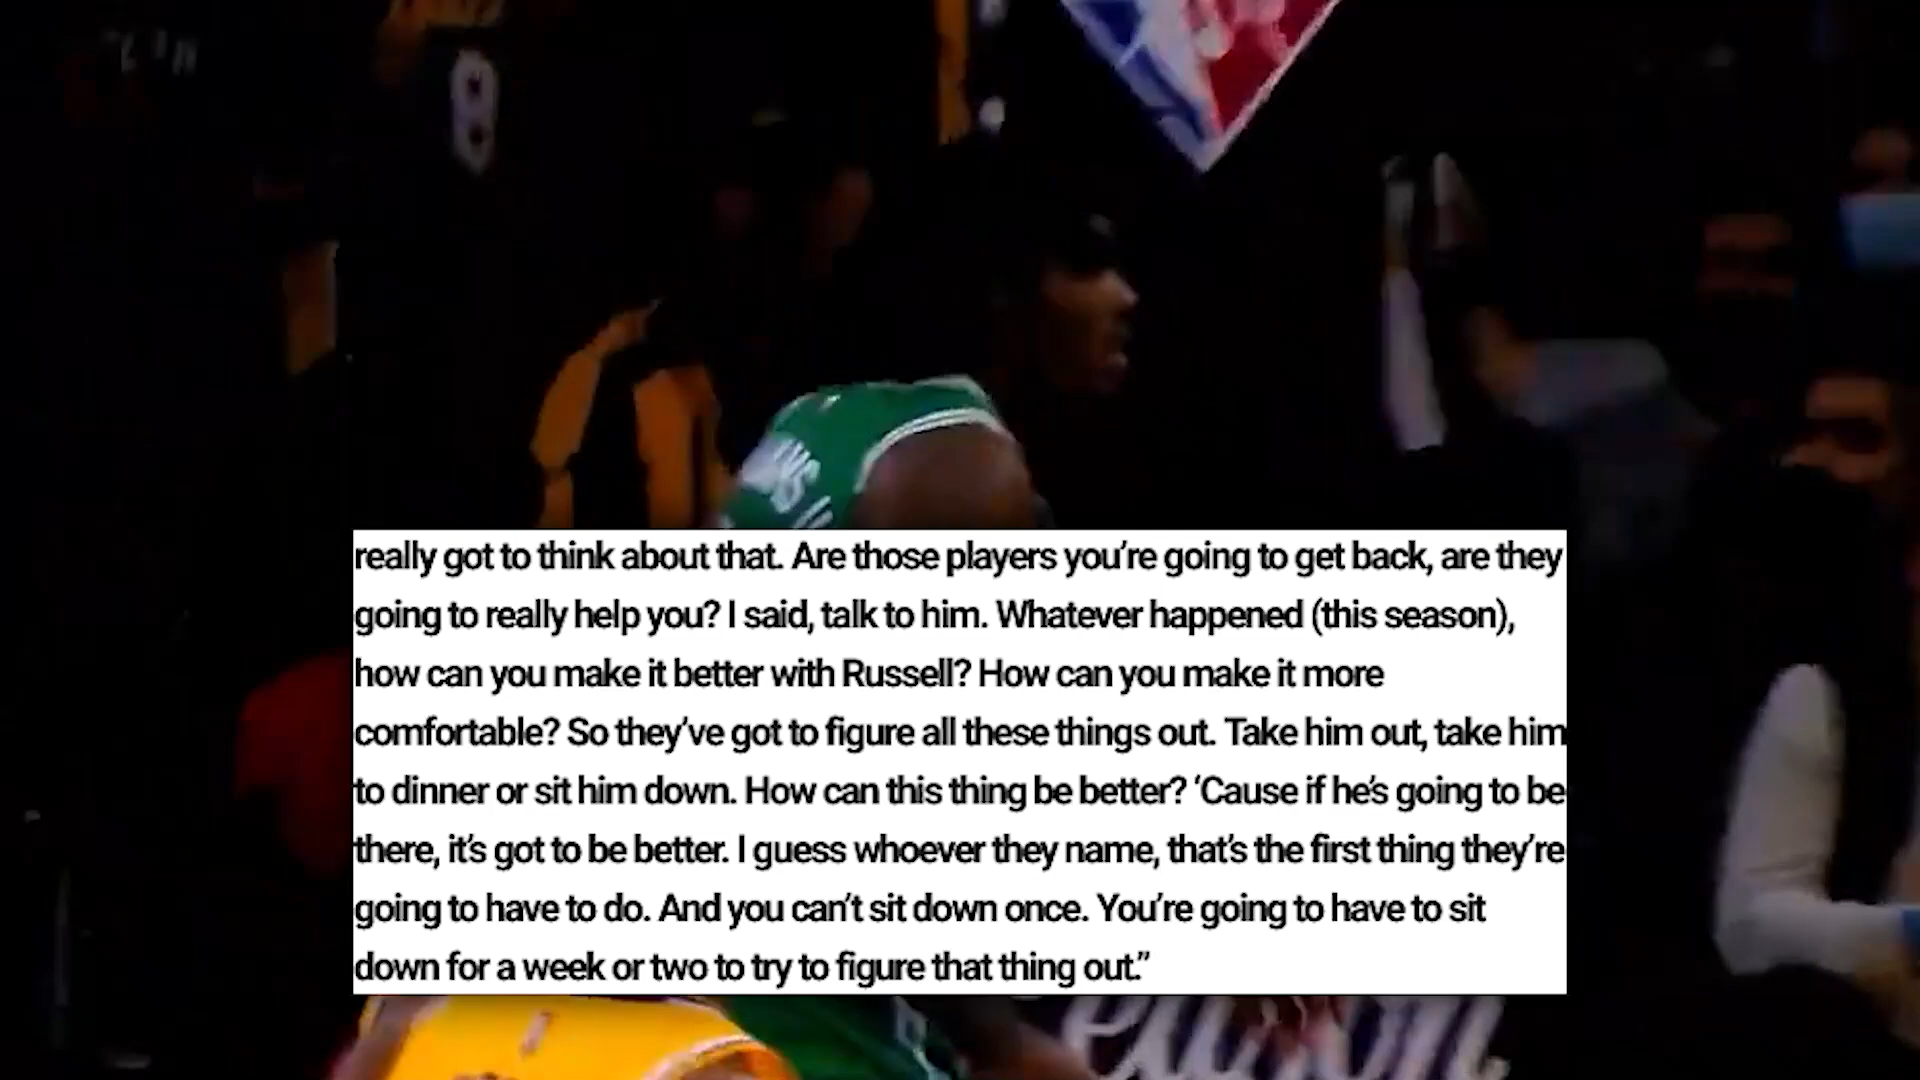 8
really got to think about that. Are those players you’re going to get back, are they
going to really help you? I said, talk to him. Whatever happened (this season),
how can you make it better with Russell? How can you make it more
comfortable? So they’ve got to figure all these things out. Take him out, take him
to dinner or sit him down. How can this thing be better? ‘Cause if he’s going to be
there, it’s got to be better. I guess whoever they name, that’s the first thing they’re
going to have to do. And you can’t sit down once. You’re going to have to sit
down for a week or two to try to figure that thing out.”